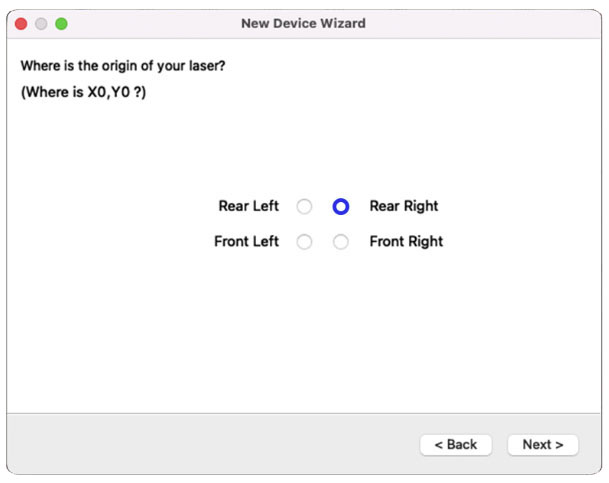 New Device Wizard
Where is the origin of your laser?
(Where is X0,Y0 ?)
Rear Left Rear Right
Front Left Front Right
< Back Next >